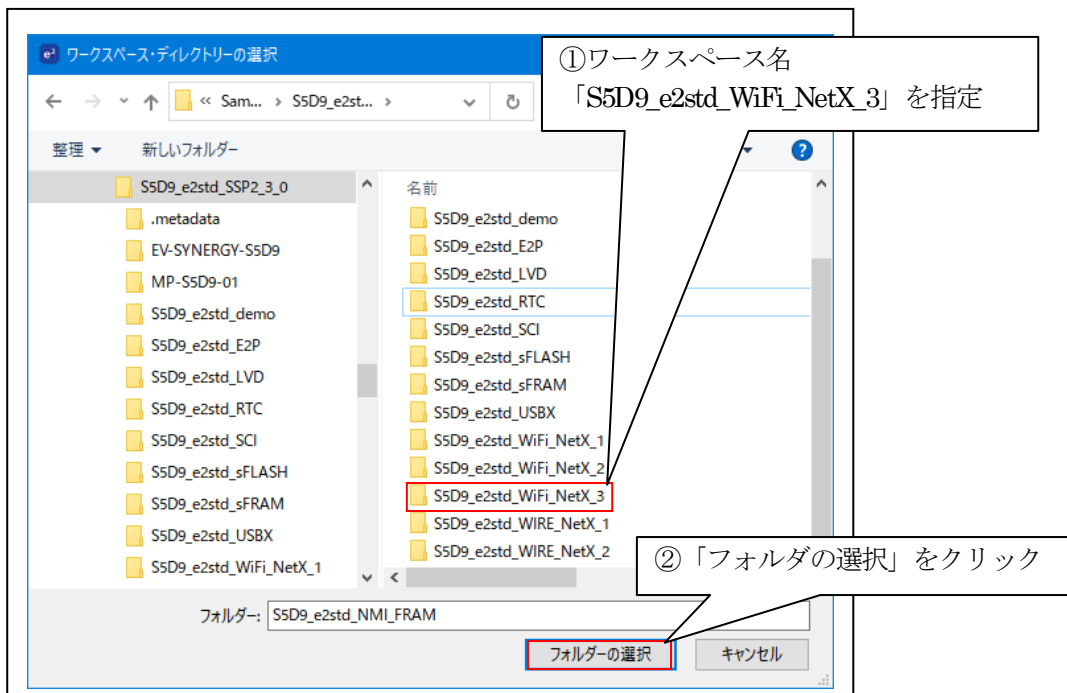 e² ワークスペース・ディレクトリーの選択
①ワークスペース名
「S5D9_e2std_WiFi_NetX_3」を指定
« Sam... › S5D9_e2st... ›
整理 新しいフォルダー
?
S5D9_e2std_SSP2_3_0
.metadata
EV-SYNERGY-S5D9
MP-S5D9-01
S5D9_e2std_demo
S5D9_e2std_E2P
S5D9_e2std_LVD
S5D9_e2std_RTC
S5D9_e2std_SCI
S5D9_e2std_sFLASH
S5D9_e2std_sFRAM
S5D9_e2std_USBX
S5D9_e2std_WiFi_NetX_1
名前
S5D9_e2std_demo
S5D9_e2std_E2P
S5D9_e2std_LVD
S5D9_e2std_RTC
S5D9_e2std_SCI
S5D9_e2std_sFLASH
S5D9_e2std_sFRAM
S5D9_e2std_USBX
S5D9_e2std_WiFi_NetX_1
S5D9_e2std_WiFi_NetX_2
S5D9_e2std_WiFi_NetX_3
S5D9_e2std_WIRE_NetX_1
S5D9_e2std_WIRE_NetX_2
②「フォルダの選択」をクリック
フォルダー: S5D9_e2std_NMI_FRAM
フォルダーの選択 キャンセル